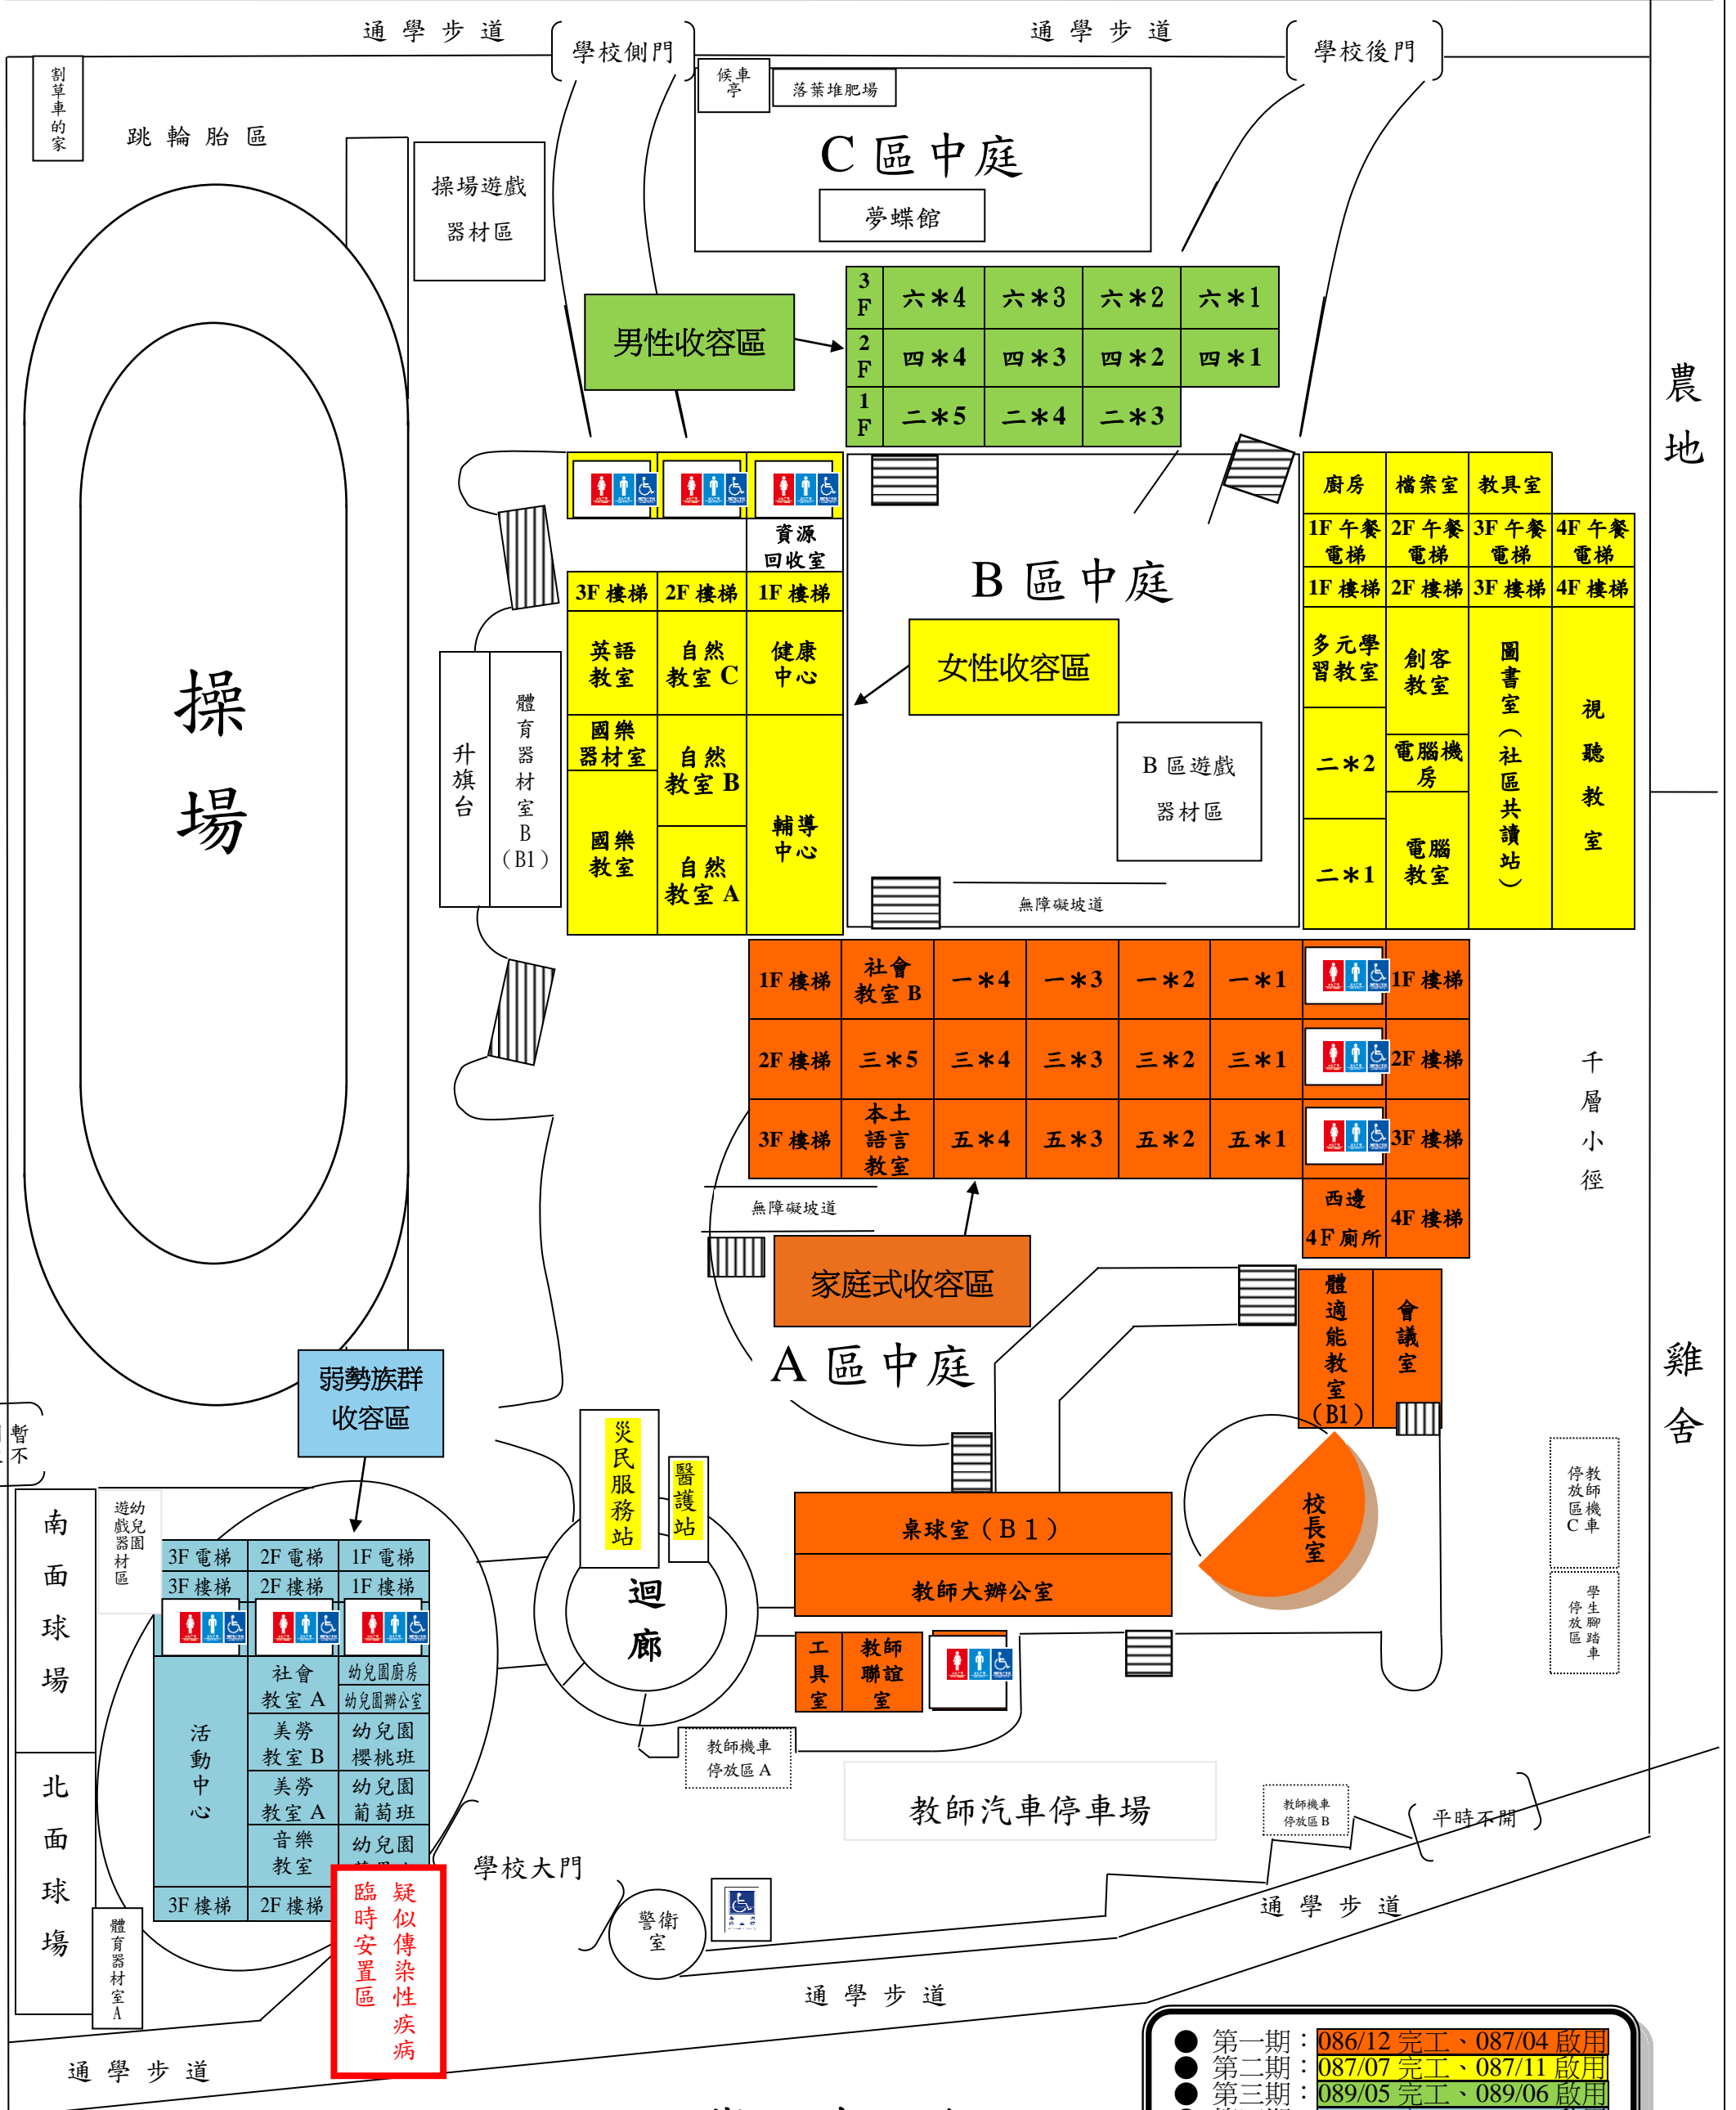 通學步道
通學步道
學校側門
學校後門
割草車的家
候車亭
落葉堆肥場
跳輪胎區
C 區中庭
操場遊戲
器材區
夢蝶館
農地
男性收容區
3F 六＊4 六＊3 六＊2 六＊1
2F 四＊4 四＊3 四＊2 四＊1
1F 二＊5 二＊4 二＊3
資源
回收室
3F 樓梯 2F 樓梯 1F 樓梯
英語
教室
自然
教室 C
健康
中心
國樂
器材室
自然
教室 B
輔導
中心
國樂
教室
自然
教室 A
B 區中庭
女性收容區
B 區遊戲
器材區
無障礙坡道
廚房 檔案室 教具室
1F 午餐
電梯
2F 午餐
電梯
3F 午餐
電梯
4F 午餐
電梯
1F 樓梯 2F 樓梯 3F 樓梯 4F 樓梯
多元學
習教室
創客
教室
圖書室（社區共讀站）
視聽教室
二＊2
電腦機
房
二＊1
電腦
教室
操場
升旗台
體育器材室B（B1）
1F 樓梯 社會教室 B 一＊4 一＊3 一＊2 一＊1 1F 樓梯
2F 樓梯 三＊5 三＊4 三＊3 三＊2 三＊1 2F 樓梯
3F 樓梯 本土語言教室 五＊4 五＊3 五＊2 五＊1 3F 樓梯
西邊
4F 廁所
4F 樓梯
千層小徑
無障礙坡道
家庭式收容區
A 區中庭
體適能教室（B1）
會議室
雞舍
弱勢族群
收容區
暫
不
災民服務站
醫護站
迴廊
桌球室（B１）
教師大辦公室
校長室
教師機車
停放區C
學生腳踏車
停放區
工具室
教師聯誼室
南面球場
北面球場
幼兒園
遊戲器材區
3F 電梯 2F 電梯 1F 電梯
3F 樓梯 2F 樓梯 1F 樓梯
活動中心
社會
教室 A
幼兒園廚房
幼兒園辦公室
美勞
教室 B
幼兒園
櫻桃班
美勞
教室 A
幼兒園
葡萄班
音樂
教室
幼兒園
3F 樓梯 2F 樓梯
體育器材室A
疑似傳染性疾病
臨時安置區
教師機車
停放區 A
教師汽車停車場
教師機車
停放區 B
平時不開
學校大門
警衛
室
通學步道
通學步道
通學步道
● 第一期：086/12 完工、087/04 啟用
● 第二期：087/07 完工、087/11 啟用
● 第三期：089/05 完工、089/06 啟用